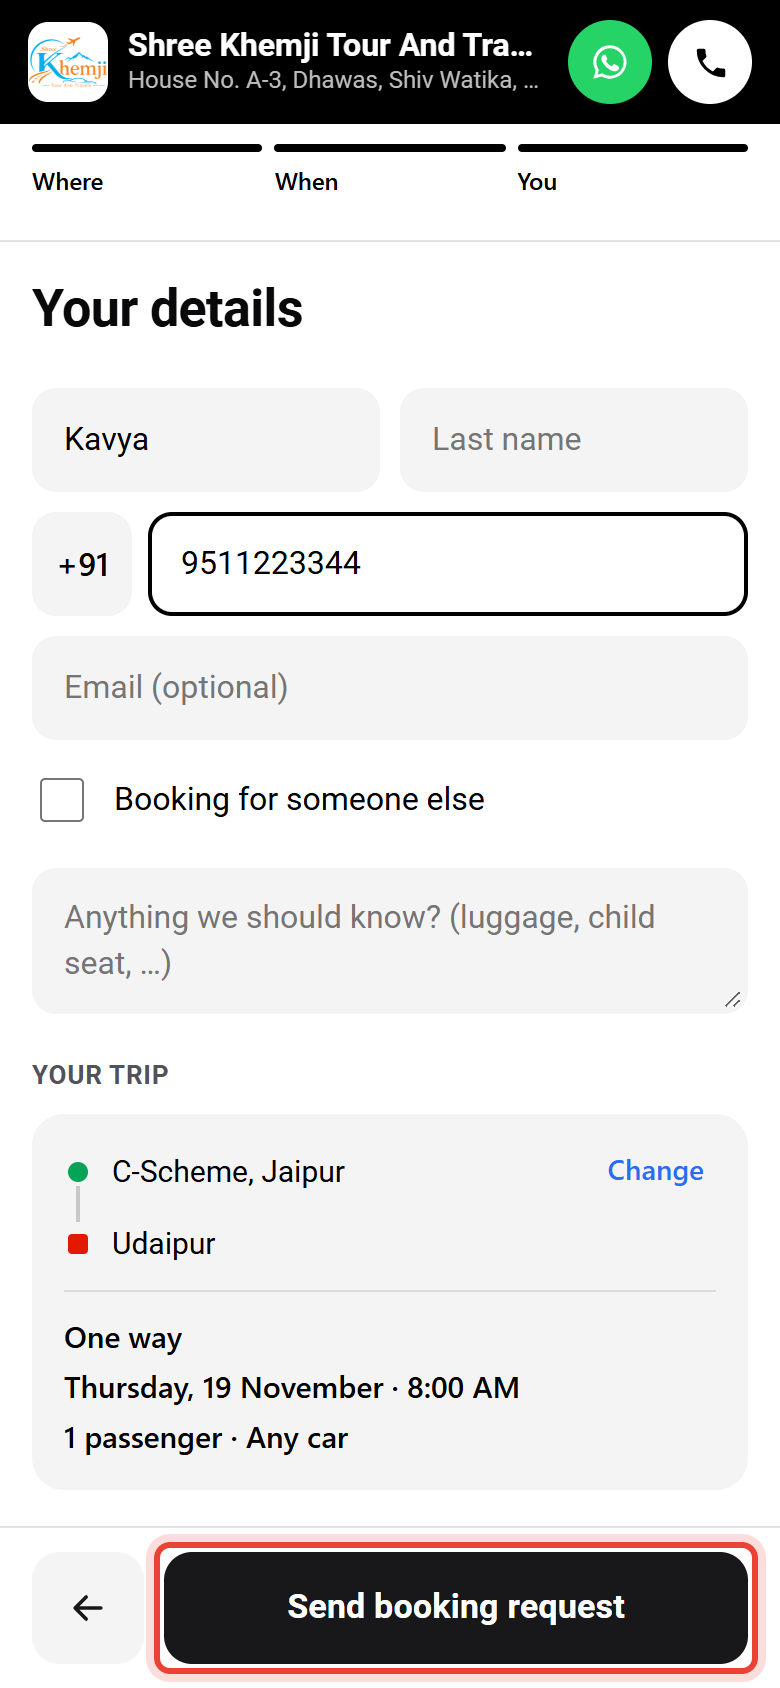 Shree Khemji Tour And Tra...
House No. A-3, Dhawas, Shiv Watika, ...
Shree
Khemji
Where When You
Your details
Kavya Last name
+91 9511223344
Email (optional)
Booking for someone else
Anything we should know? (luggage, child
seat, ...)
YOUR TRIP
C-Scheme, Jaipur Change
Udaipur
One way
Thursday, 19 November · 8:00 AM
1 passenger · Any car
Send booking request